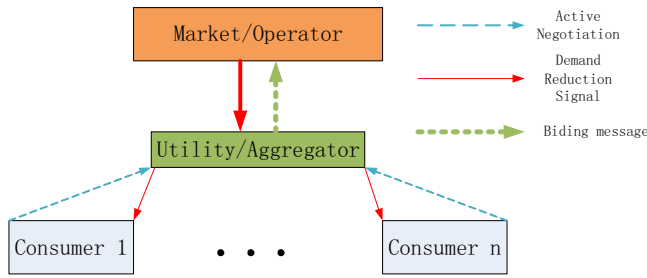 Market/Operator
Utility/Aggregator
Consumer 1
. . .
Consumer n
Active
Negotiation
Demand
Reduction
Signal
Biding message